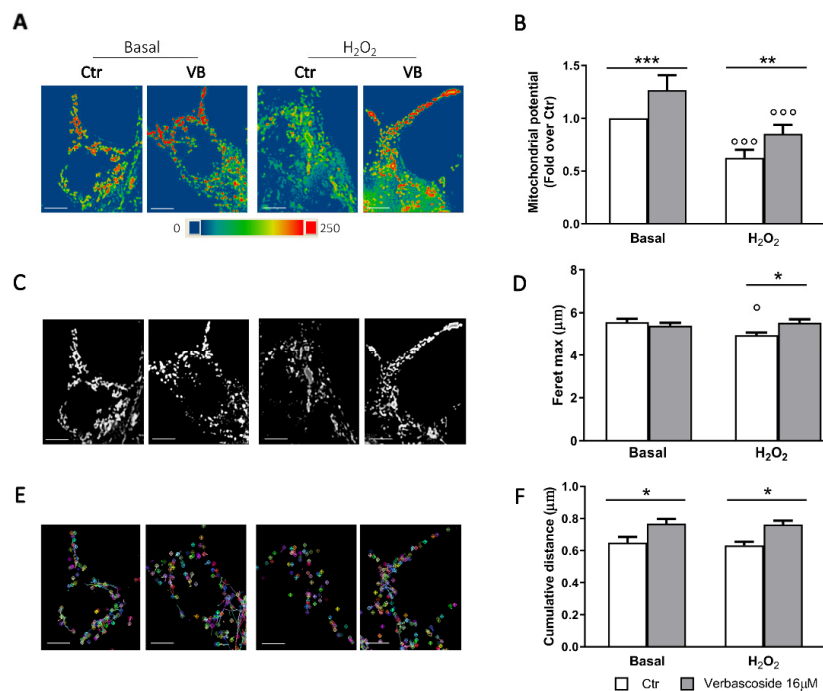 A
Basal
H₂O₂
Ctr
VB
Ctr
VB
0
250
B
Mitochondrial potential
(Fold over Ctr)
1.5
1.0
0.5
0.0
***
**
°°°
°°°
Basal
H₂O₂
C
D
Feret max (μm)
8
6
4
2
0
*
°
Basal
H₂O₂
E
F
Cumulative distance (μm)
1.0
0.8
0.6
0.4
0.2
0.0
*
*
Basal
H₂O₂
Ctr
Verbascoside 16μM